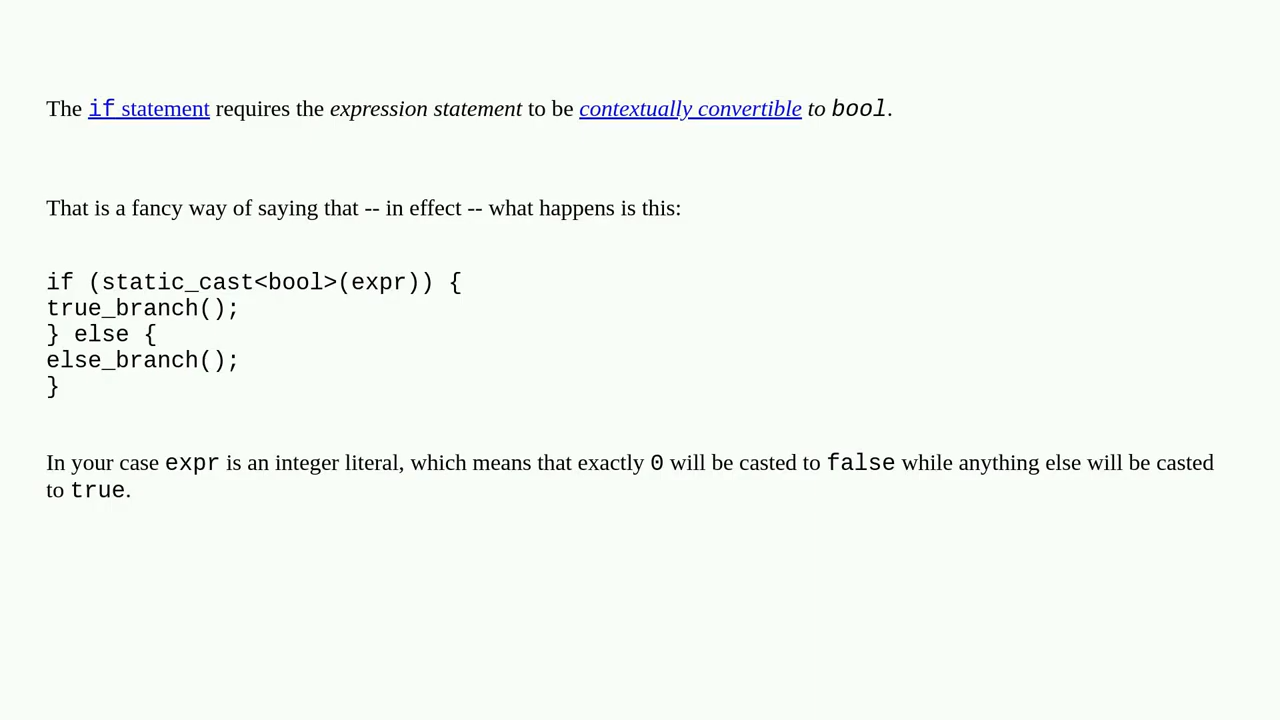 The if statement requires the expression statement to be contextually convertible to bool.
That is a fancy way of saying that -- in effect -- what happens is this:
if (static_cast<bool>(expr)) {
true_branch();
} else {
else_branch();
}
In your case expr is an integer literal, which means that exactly 0 will be casted to false while anything else will be casted
to true.